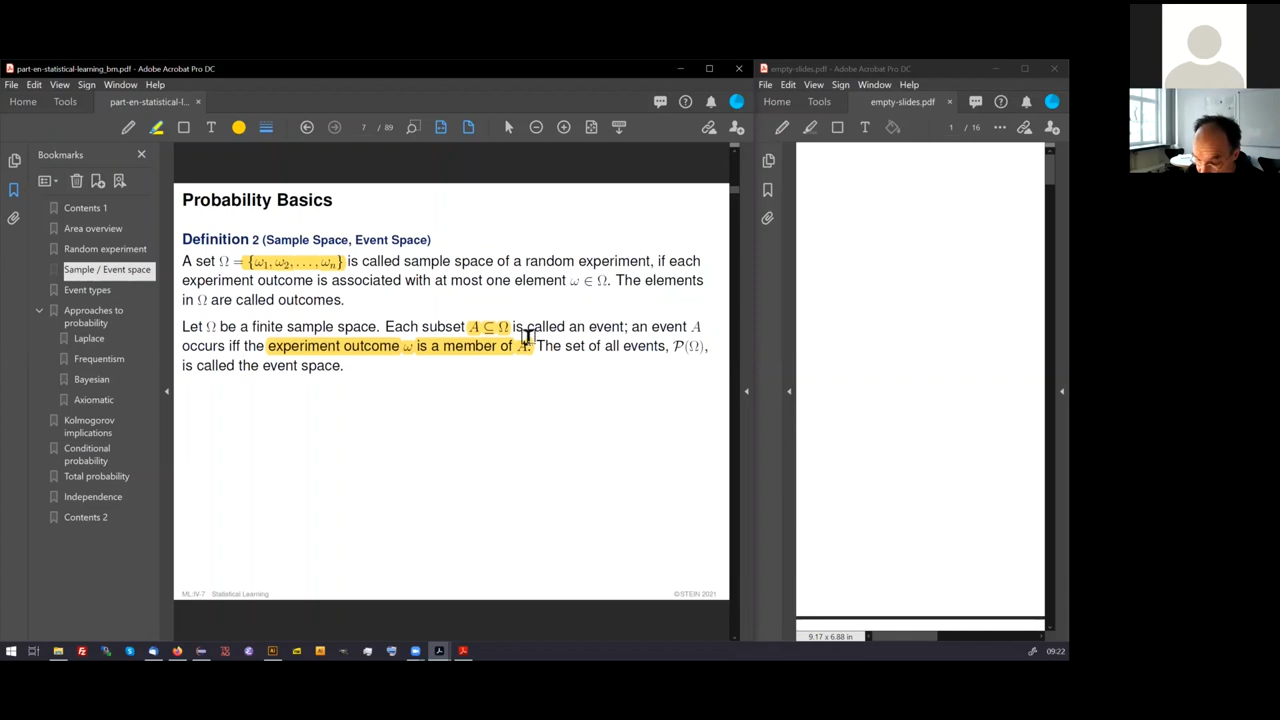 part-en-statistical-learning_bm.pdf - Adobe Acrobat Pro DC
File Edit View Sign Window Help
Home Tools part-en-statistical-l... ×
7 / 89
Bookmarks
Contents 1
Area overview
Random experiment
Sample / Event space
Event types
Approaches to
probability
Laplace
Frequentism
Bayesian
Axiomatic
Kolmogorov
implications
Conditional
probability
Total probability
Independence
Contents 2
Probability Basics
Definition 2 (Sample Space, Event Space)
A set Ω = {ω₁, ω₂, . . . , ωₙ} is called sample space of a random experiment, if each
experiment outcome is associated with at most one element ω ∈ Ω. The elements
in Ω are called outcomes.
Let Ω be a finite sample space. Each subset A ⊆ Ω is called an event; an event A
occurs iff the experiment outcome ω is a member of A. The set of all events, 𝒫(Ω),
is called the event space.
ML:IV-7 Statistical Learning
©STEIN 2021
empty-slides.pdf - Adobe Acrobat Pro DC
File Edit View Sign Window Help
Home Tools empty-slides.pdf ×
1 / 16
9.17 x 6.88 in
09:22